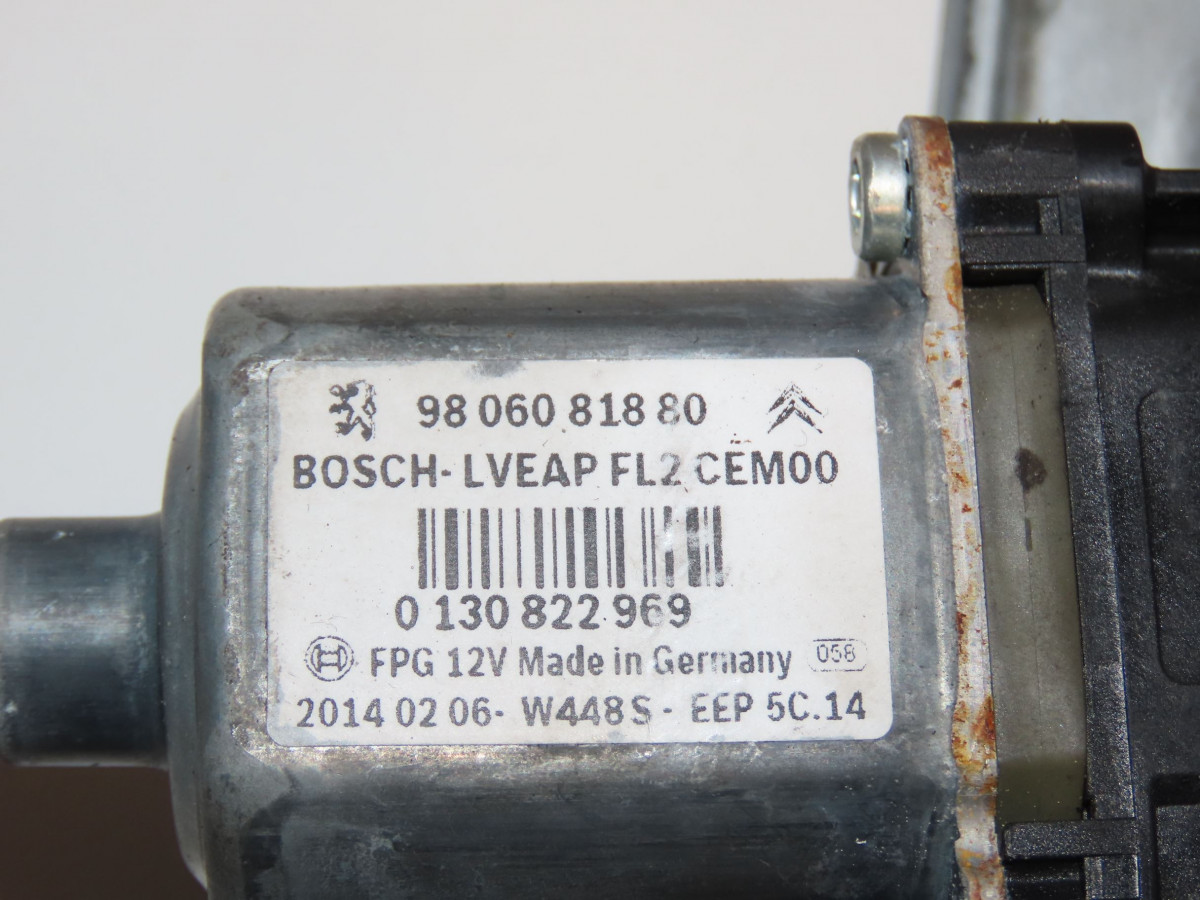 98 060 818 80
BOSCH- LVEAP FL2 CEM00
0 130 822 969
FPG 12V Made in Germany 058
2014 02 06- W448S - EEP 5C.14